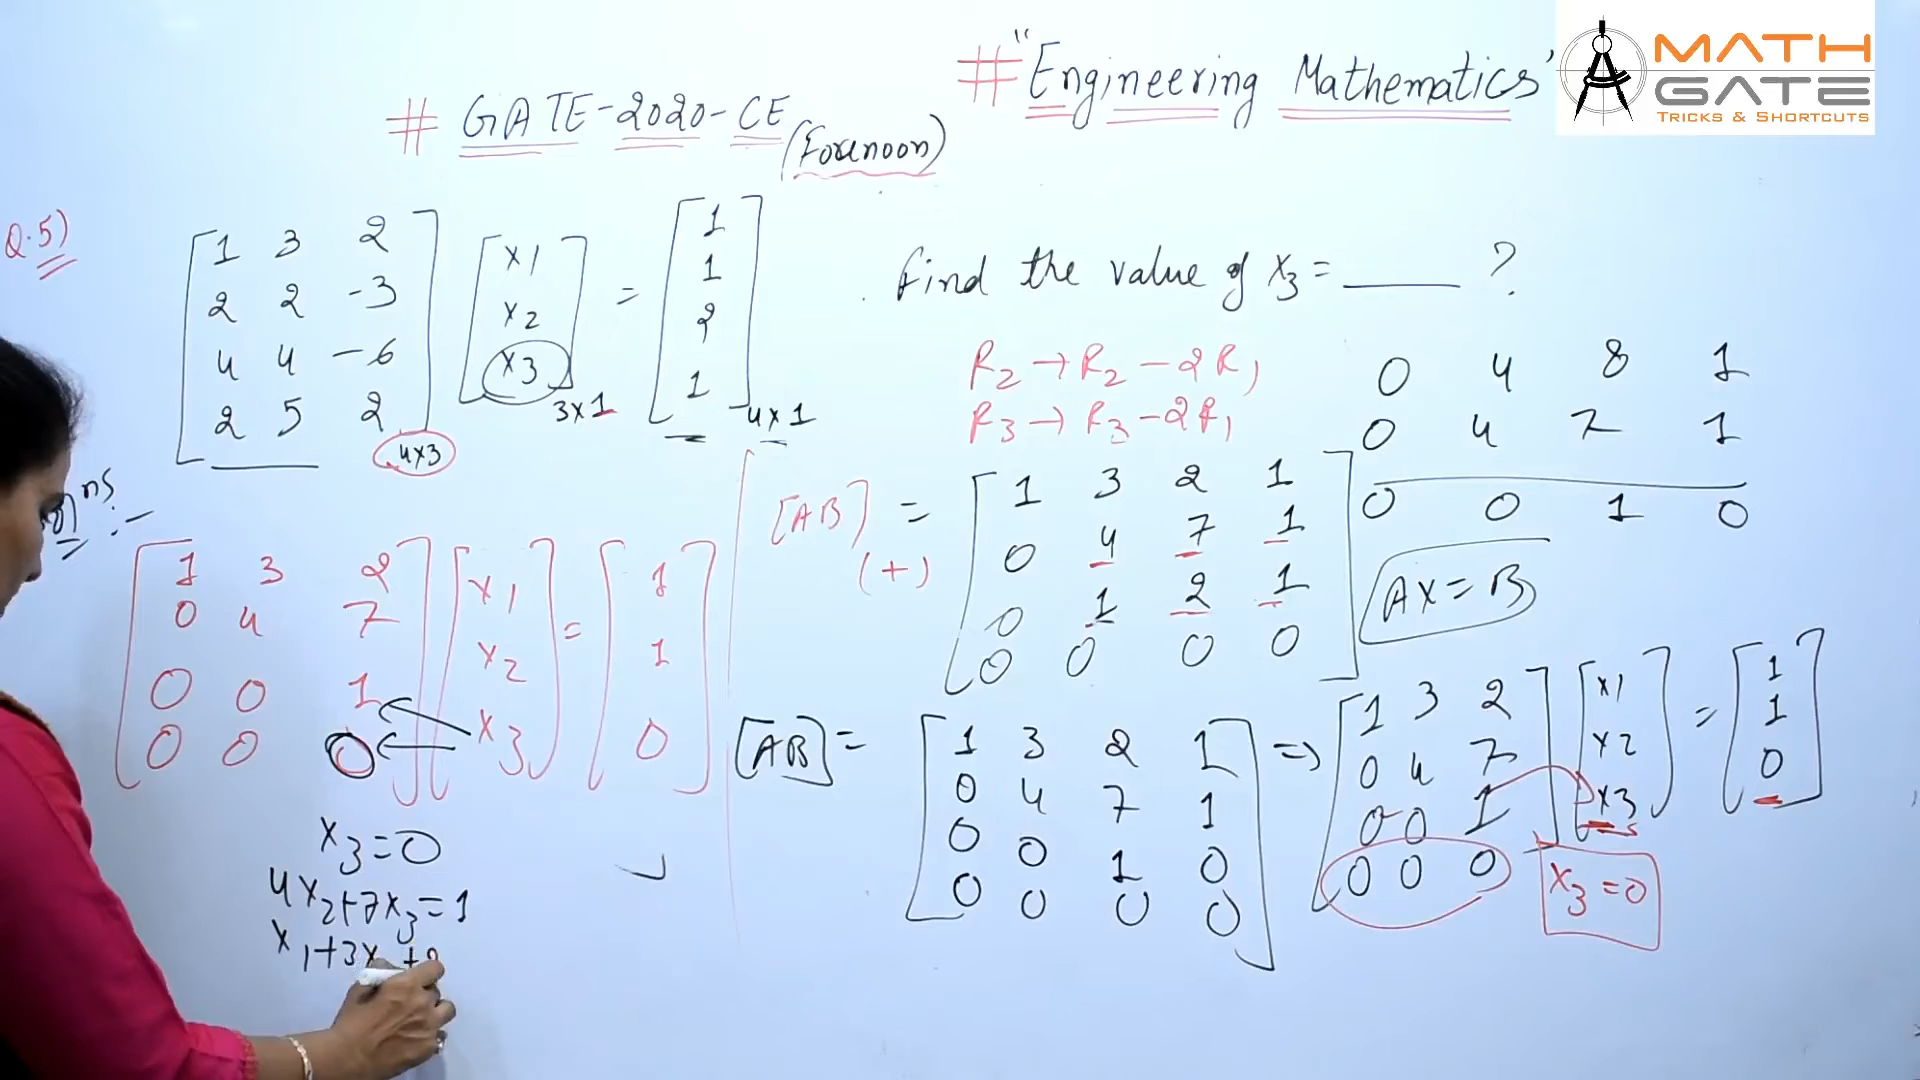 # "Engineering Mathematics'
MATH
GATE
TRICKS & SHORTCUTS
# GATE-2020-CE
(Forenoon)
Q.5)
1 3 2
2 2 -3
4 4 -6
2 5 2
4x3
x1
x2
x3
3x1
=
1
1
2
1
4x1
find the value of x3 = ______ ?
R2 → R2 - 2R1
R3 → R3 - 2R1
0 4 8 1
0 4 7 1
0 0 1 0
[AB] =
(+)
1 3 2 1
0 4 7 1
0 1 2 1
0 0 0 0
AX = B
ns :-
1 3 2
0 4 7
0 0 1
0 0 0
x1
x2
x3
=
1
1
0
x3 = 0
4x2+7x3 = 1
x1+3x +2
[AB] =
1 3 2 1
0 4 7 1
0 0 1 0
0 0 0 0
⇒
1 3 2
0 4 7
0 0 1
0 0 0
x1
x2
x3
=
1
1
0
x3 = 0